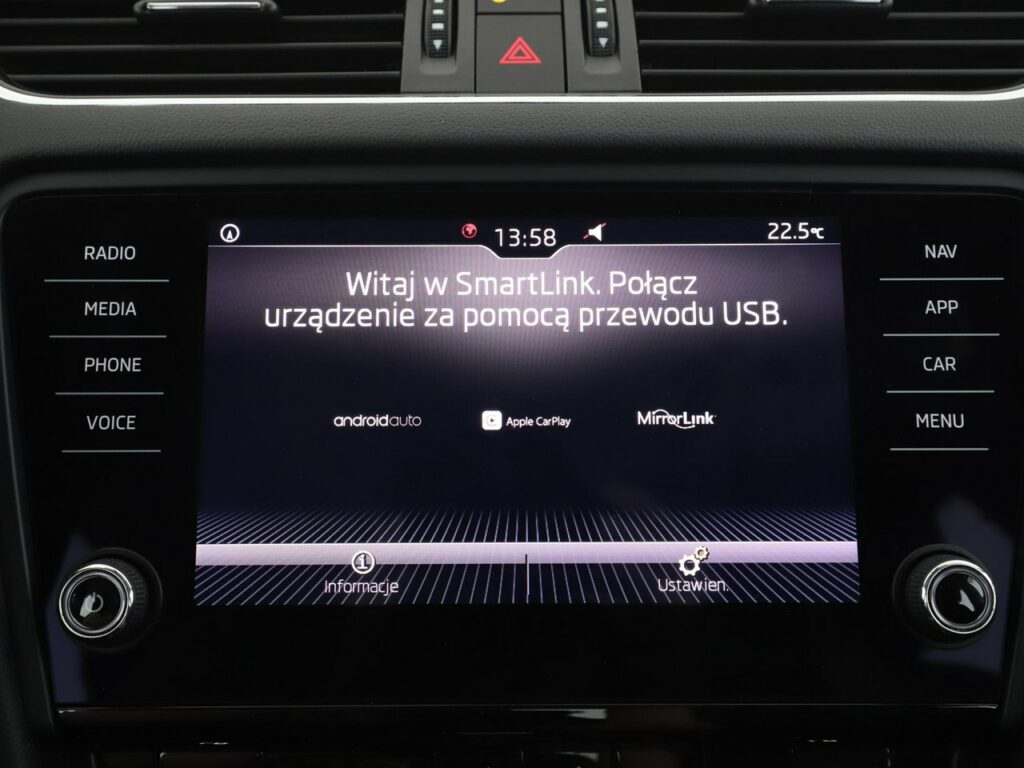 13:58
22.5°C
Witaj w SmartLink. Połącz
urządzenie za pomocą przewodu USB.
androidauto
Apple CarPlay
MirrorLink
Informacje
Ustawien.
RADIO
MEDIA
PHONE
VOICE
NAV
APP
CAR
MENU